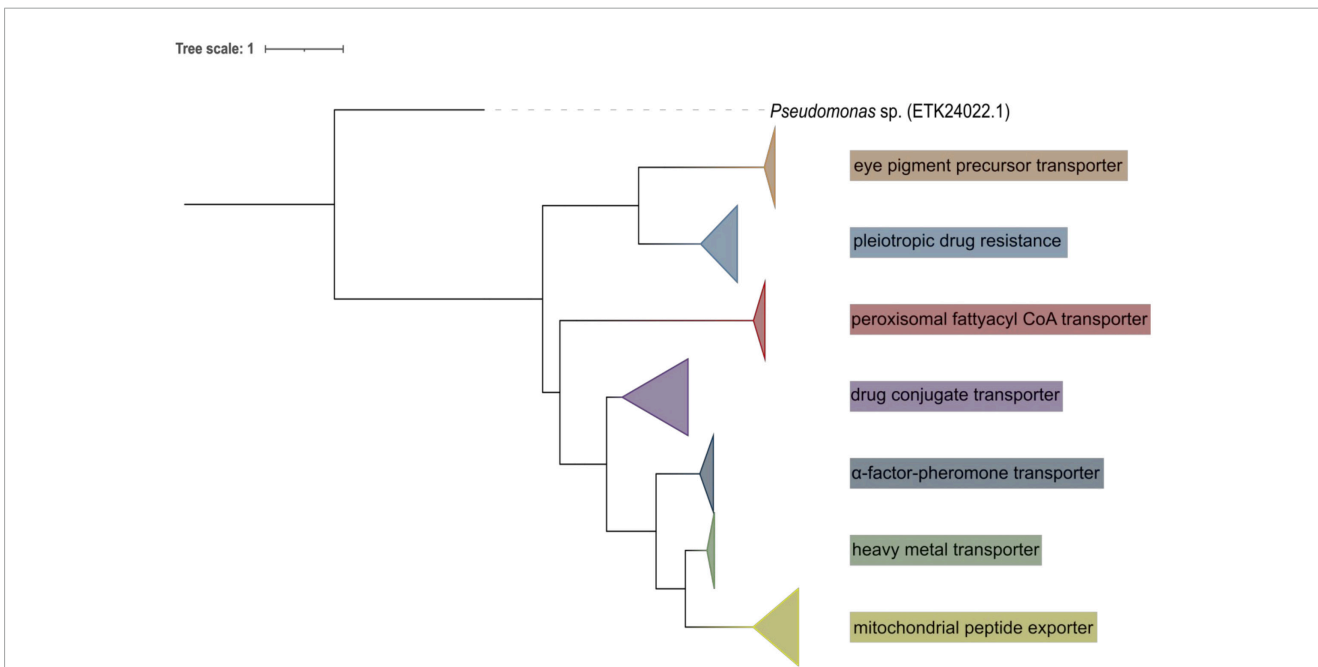 Tree scale: 1
Pseudomonas sp. (ETK24022.1)
eye pigment precursor transporter
pleiotropic drug resistance
peroxisomal fattyacyl CoA transporter
drug conjugate transporter
α-factor-pheromone transporter
heavy metal transporter
mitochondrial peptide exporter